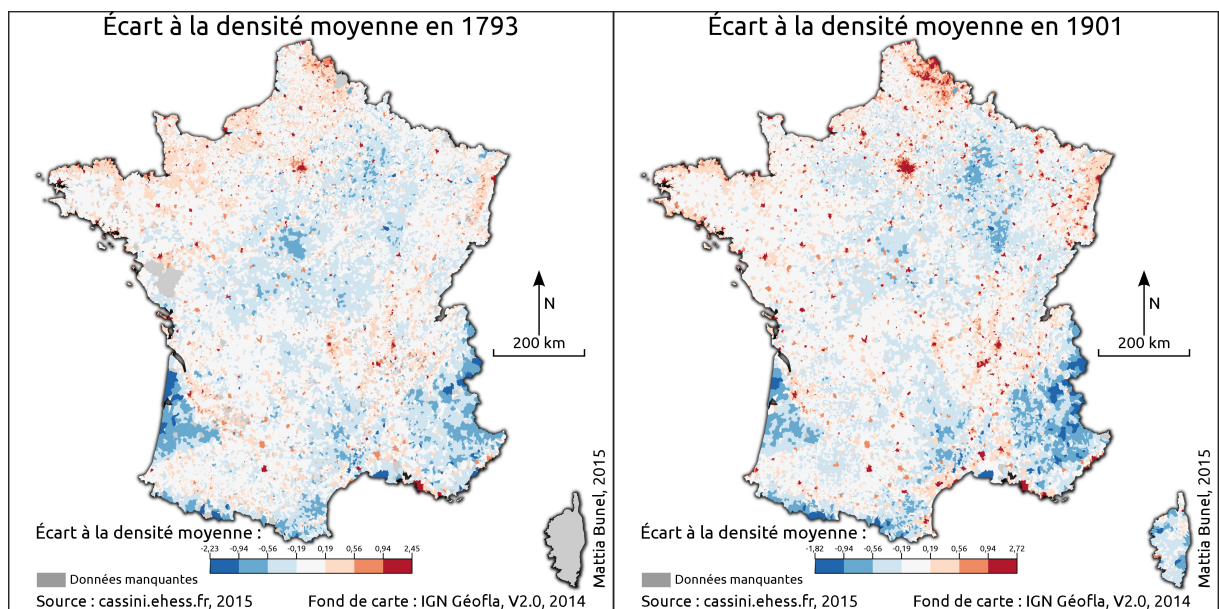 Écart à la densité moyenne en 1793
N
200 km
Écart à la densité moyenne :
-2,23 -0,94 -0,56 -0,19 0,19 0,56 0,94 2,45
Données manquantes
Source : cassini.ehess.fr, 2015 Fond de carte : IGN Géofla, V2.0, 2014
Mattia Bunel, 2015
Écart à la densité moyenne en 1901
N
200 km
Écart à la densité moyenne :
-1,82 -0,94 -0,56 -0,19 0,19 0,56 0,94 2,72
Données manquantes
Source : cassini.ehess.fr, 2015 Fond de carte : IGN Géofla, V2.0, 2014
Mattia Bunel, 2015